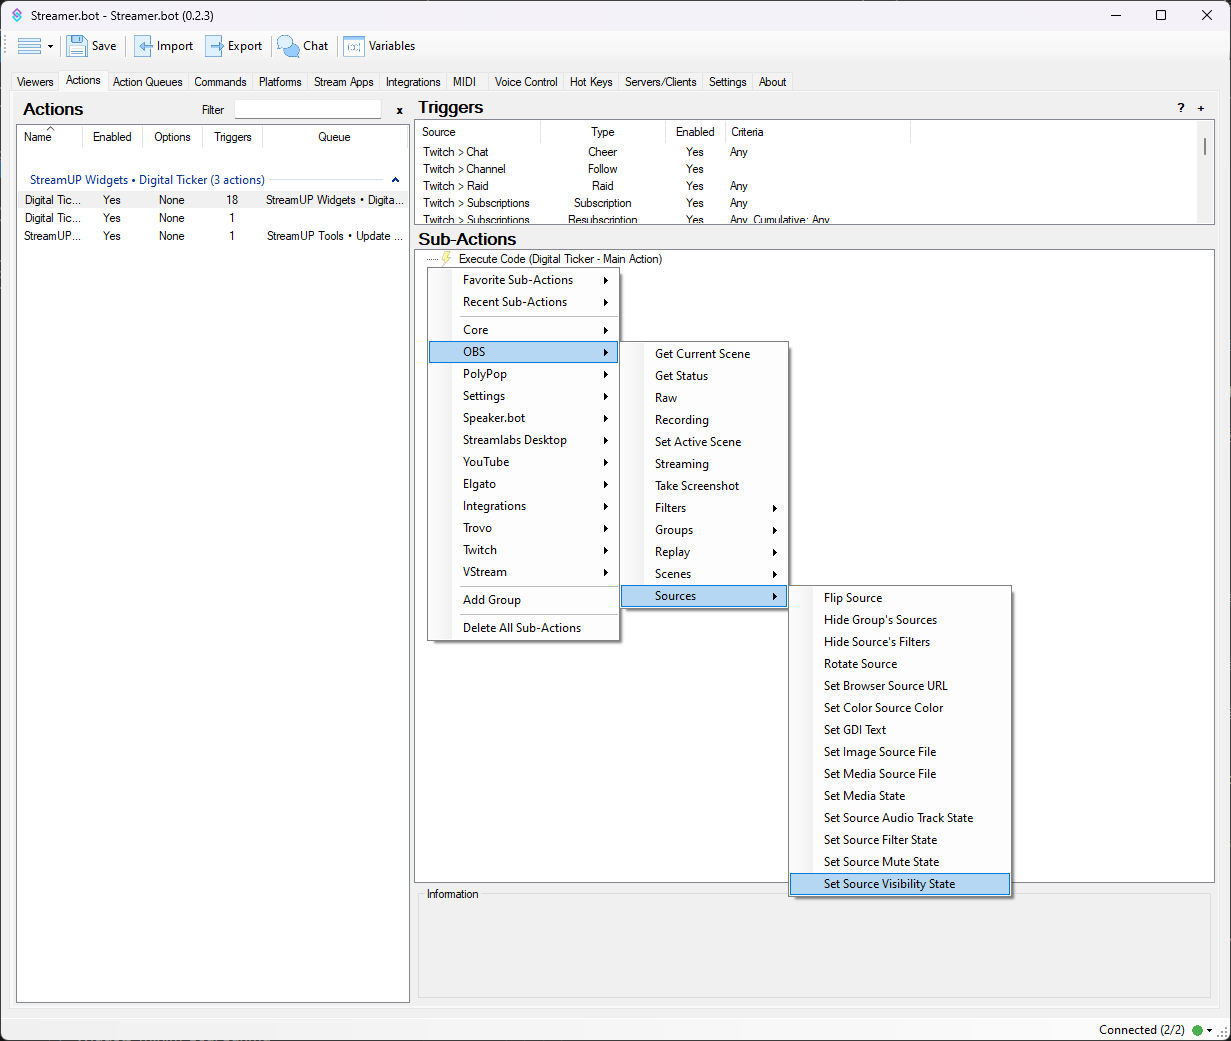 Streamer.bot - Streamer.bot (0.2.3)
Save Import Export Chat Variables
Viewers Actions Action Queues Commands Platforms Stream Apps Integrations MIDI Voice Control Hot Keys Servers/Clients Settings About
Actions Filter x
Name Enabled Options Triggers Queue
StreamUP Widgets • Digital Ticker (3 actions)
Digital Tic... Yes None 18 StreamUP Widgets • Digita...
Digital Tic... Yes None 1
StreamUP... Yes None 1 StreamUP Tools • Update ...
Triggers ? +
Source Type Enabled Criteria
Twitch > Chat Cheer Yes Any
Twitch > Channel Follow Yes
Twitch > Raid Raid Yes Any
Twitch > Subscriptions Subscription Yes Any
Twitch > Subscriptions Resubscription Yes Any, Cumulative: Any
Sub-Actions
Execute Code (Digital Ticker - Main Action)
Favorite Sub-Actions
Recent Sub-Actions
Core
OBS
PolyPop
Settings
Speaker.bot
Streamlabs Desktop
YouTube
Elgato
Integrations
Trovo
Twitch
VStream
Add Group
Delete All Sub-Actions
Get Current Scene
Get Status
Raw
Recording
Set Active Scene
Streaming
Take Screenshot
Filters
Groups
Replay
Scenes
Sources
Flip Source
Hide Group's Sources
Hide Source's Filters
Rotate Source
Set Browser Source URL
Set Color Source Color
Set GDI Text
Set Image Source File
Set Media Source File
Set Media State
Set Source Audio Track State
Set Source Filter State
Set Source Mute State
Set Source Visibility State
Information
Connected (2/2)